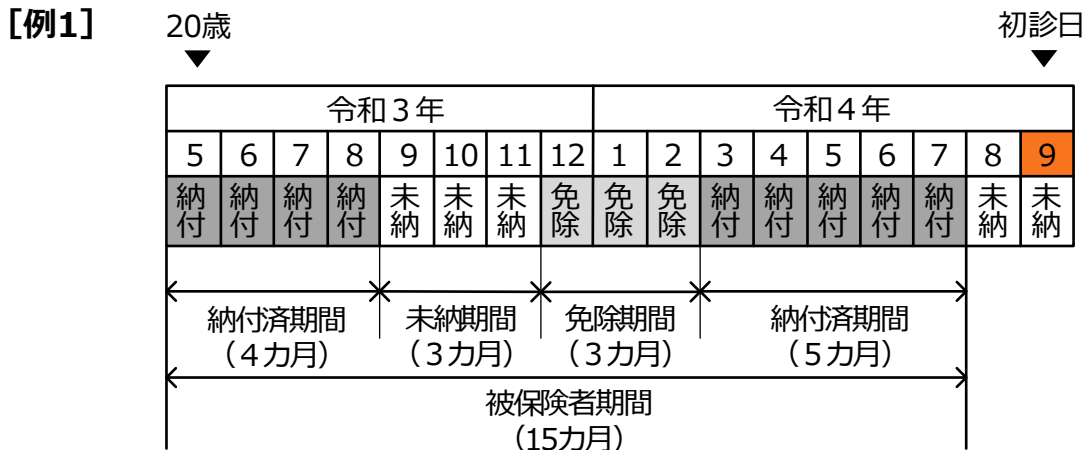 ［例1］ 20歳 初診日
▼ ▼
令和３年 令和４年
5 6 7 8 9 10 11 12 1 2 3 4 5 6 7 8 9
納付 納付 納付 納付 未納 未納 未納 免除 免除 免除 納付 納付 納付 納付 納付 未納 未納
納付済期間 未納期間 免除期間 納付済期間
（４カ月） （３カ月） （３カ月） （５カ月）
被保険者期間
（15カ月）